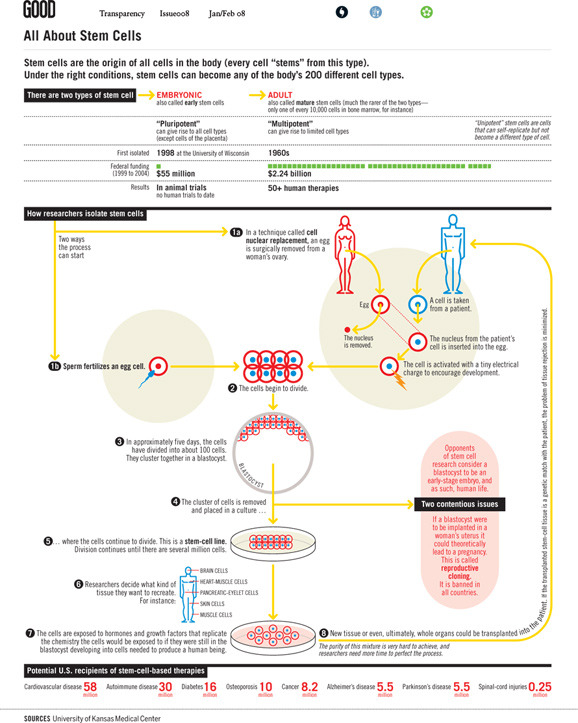 GOOD Transparency Issue008 Jan/Feb 08
All About Stem Cells
Stem cells are the origin of all cells in the body (every cell “stems” from this type).
Under the right conditions, stem cells can become any of the body’s 200 different cell types.
There are two types of stem cell
EMBRYONIC
also called early stem cells
ADULT
also called mature stem cells (much the rarer of the two types—
only one of every 10,000 cells in bone marrow, for instance)
“Pluripotent”
can give rise to all cell types
(except cells of the placenta)
“Multipotent”
can give rise to limited cell types
“Unipotent” stem cells are cells
that can self-replicate but not
become a different type of cell.
First isolated
1998 at the University of Wisconsin
1960s
Federal funding
(1999 to 2004)
$55 million
$2.24 billion
Results
In animal trials
no human trials to date
50+ human therapies
How researchers isolate stem cells
Two ways
the process
can start
1a In a technique called cell
nuclear replacement, an egg
is surgically removed from a
woman’s ovary.
Egg
A cell is taken
from a patient.
The nucleus
is removed.
The nucleus from the patient’s
cell is inserted into the egg.
The cell is activated with a tiny electrical
charge to encourage development.
1b Sperm fertilizes an egg cell.
2 The cells begin to divide.
3 In approximately five days, the cells
have divided into about 100 cells.
They cluster together in a blastocyst.
BLASTOCYST
4 The cluster of cells is removed
and placed in a culture ...
Opponents
of stem cell
research consider a
blastocyst to be an
early-stage embryo, and
as such, human life.
Two contentious issues
If a blastocyst were
to be implanted in a
woman’s uterus it
could theoretically
lead to a pregnancy.
This is called
reproductive
cloning.
It is banned in
all countries.
5 ... where the cells continue to divide. This is a stem-cell line.
Division continues until there are several million cells.
6 Researchers decide what kind of
tissue they want to recreate.
For instance:
BRAIN CELLS
HEART-MUSCLE CELLS
PANCREATIC-EYELET CELLS
SKIN CELLS
MUSCLE CELLS
7 The cells are exposed to hormones and growth factors that replicate
the chemistry the cells would be exposed to if they were still in the
blastocyst developing into cells needed to produce a human being.
8 New tissue or even, ultimately, whole organs could be transplanted into the patient. If the transplanted stem-cell tissue is a genetic match with the patient, the problem of tissue rejection is minimized.
The purity of this mixture is very hard to achieve, and
researchers need more time to perfect the process.
Potential U.S. recipients of stem-cell-based therapies
Cardiovascular disease 58 million
Autoimmune disease 30 million
Diabetes 16 million
Osteoporosis 10 million
Cancer 8.2 million
Alzheimer’s disease 5.5 million
Parkinson’s disease 5.5 million
Spinal-cord injuries 0.25 million
SOURCES University of Kansas Medical Center